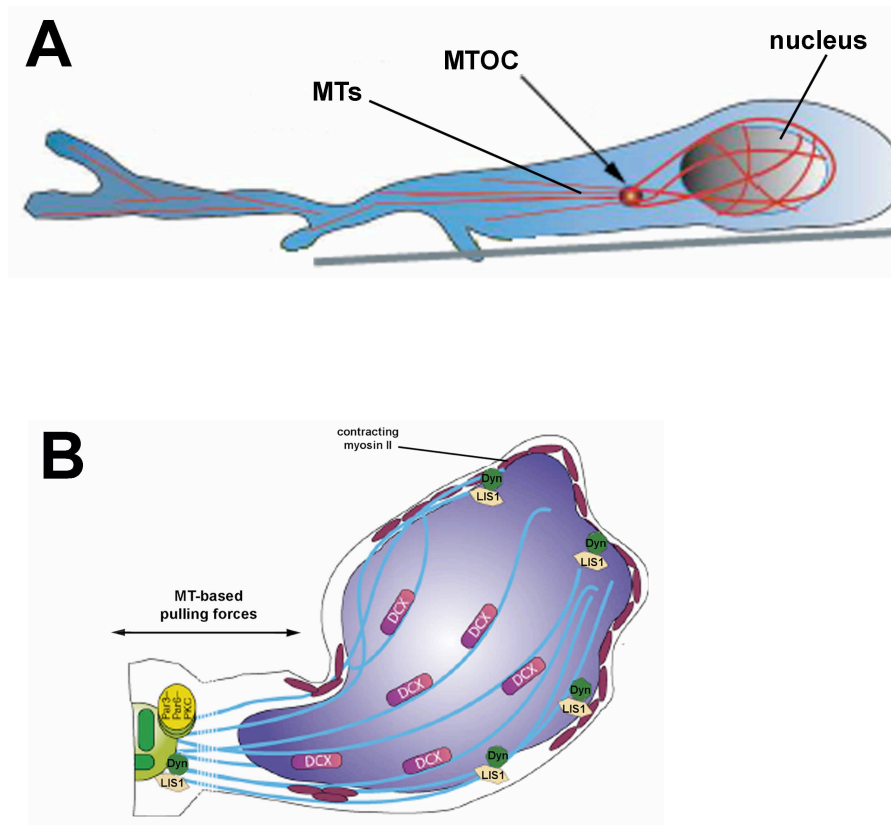 A
nucleus
MTOC
MTs
B
contracting
myosin II
Dyn
LIS1
Dyn
LIS1
MT-based
pulling forces
DCX
DCX
DCX
DCX
Dyn
LIS1
Par3-
Par6-
PKC
Dyn
LIS1
DCX
DCX
Dyn
LIS1